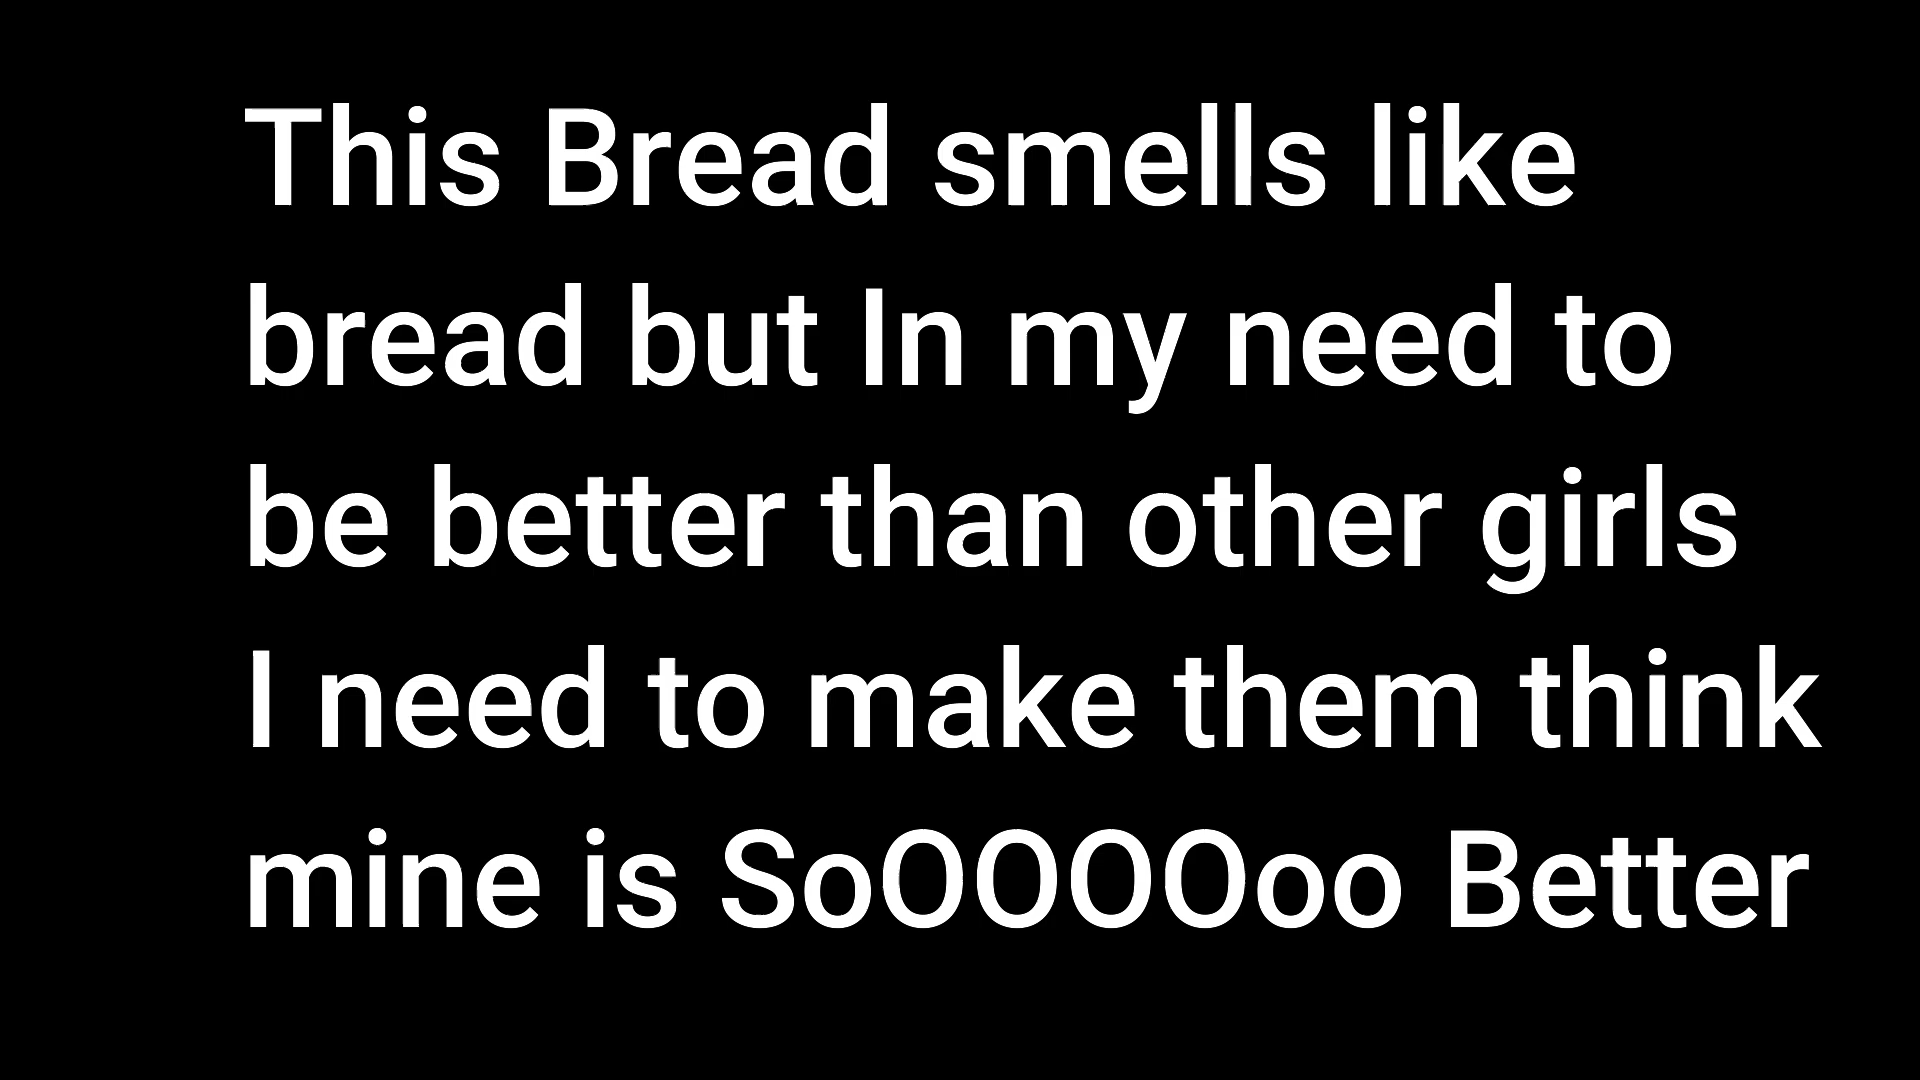 This Bread smells like
bread but In my need to
be better than other girls
I need to make them think
mine is SoOOOOoo Better